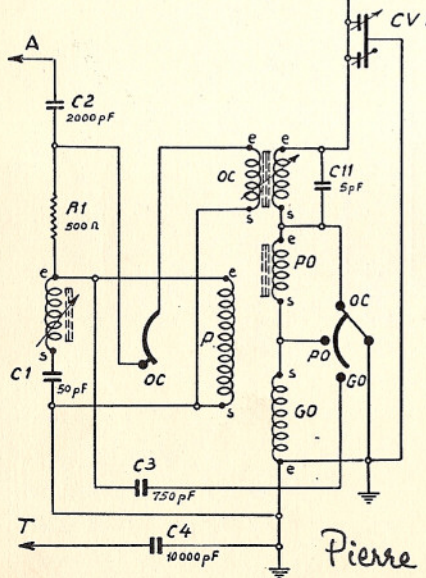 CV
A
C2
2000pF
R1
500Ω
e
s
C1
50pF
OC
e
s
P
OC
e
s
e
s
C11
5pF
e
PO
s
s
GO
e
OC
PO
GO
C3
750pF
T
C4
10000pF
Pierre